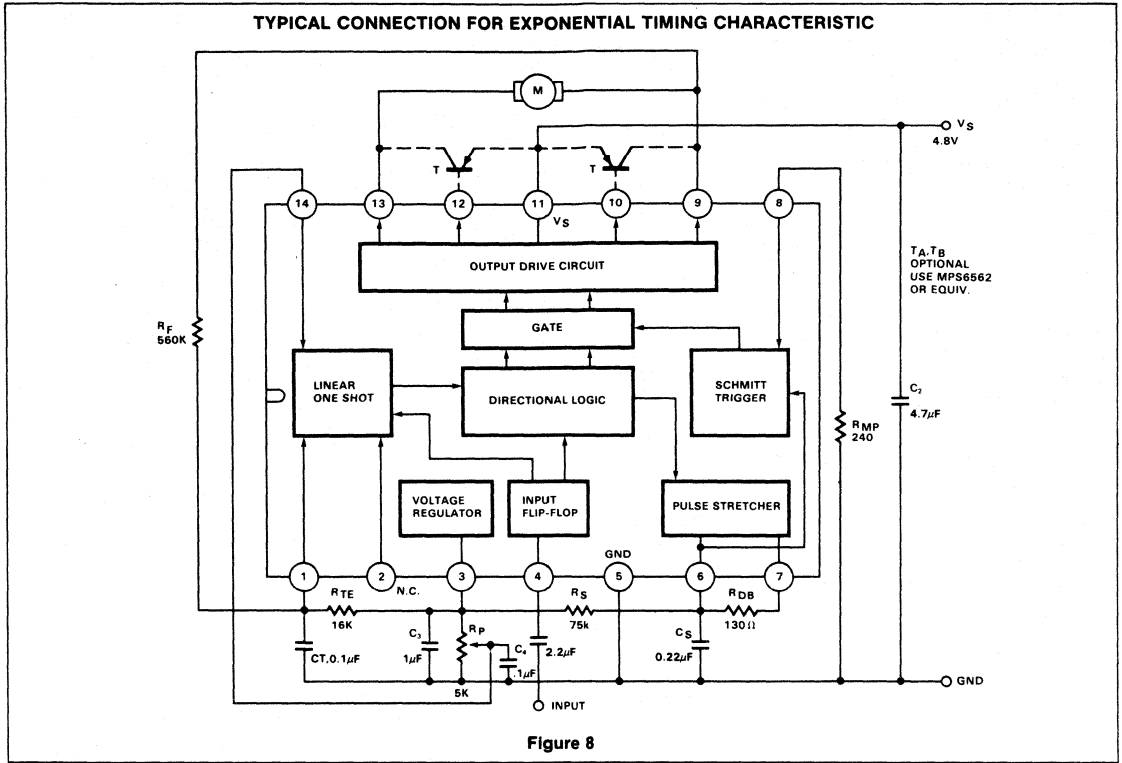 TYPICAL CONNECTION FOR EXPONENTIAL TIMING CHARACTERISTIC
M
VS
4.8V
T
T
14
13
12
11
10
9
8
VS
OUTPUT DRIVE CIRCUIT
TA,TB
OPTIONAL
USE MPS6562
OR EQUIV.
GATE
RF
560K
LINEAR
ONE SHOT
DIRECTIONAL LOGIC
SCHMITT
TRIGGER
C2
4.7µF
RMP
240
VOLTAGE
REGULATOR
INPUT
FLIP-FLOP
PULSE STRETCHER
GND
1
2
3
4
5
6
7
N.C.
RTE
16K
RS
75k
RDB
130Ω
C3
1µF
RP
5K
C4
.1µF
2.2µF
CS
0.22µF
CT,0.1µF
GND
INPUT
Figure 8